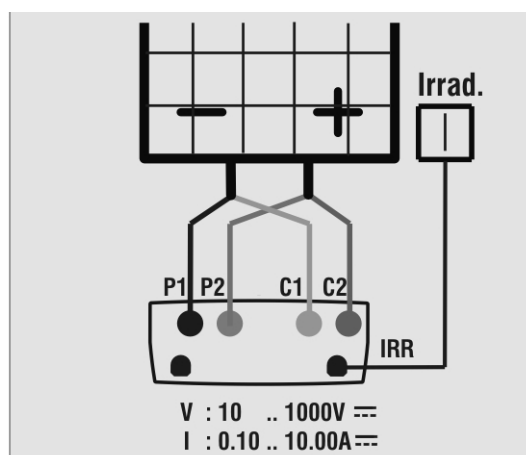 Irrad.
P1 P2 C1 C2
IRR
V : 10 .. 1000V ⎓
I : 0.10 .. 10.00A ⎓